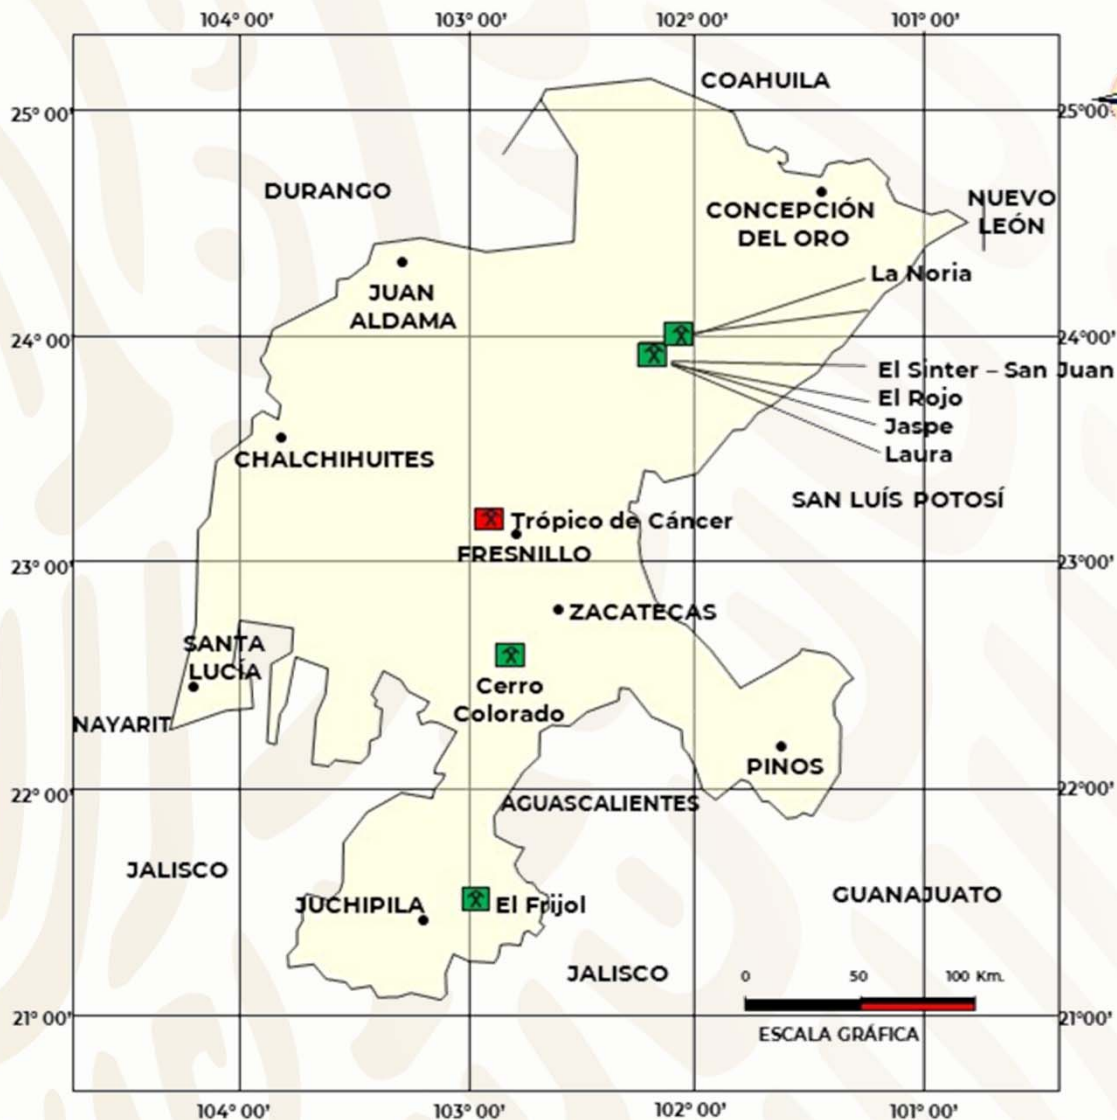 104° 00'
103° 00'
102° 00'
101° 00'
COAHUILA
25° 00'
25°00'
DURANGO
NUEVO
LEÓN
CONCEPCIÓN
DEL ORO
La Noria
JUAN
ALDAMA
24° 00'
24°00'
El Sinter – San Juan
El Rojo
Jaspe
Laura
CHALCHIHUITES
SAN LUÍS POTOSÍ
Trópico de Cáncer
FRESNILLO
23° 00'
23°00'
ZACATECAS
SANTA
LUCÍA
Cerro
Colorado
NAYARIT
PINOS
22° 00'
22°00'
AGUASCALIENTES
JALISCO
GUANAJUATO
JUCHIPILA
El Frijol
JALISCO
0 50 100 Km.
21° 00'
21°00'
ESCALA GRÁFICA
104° 00'
103° 00'
102° 00'
101° 00'